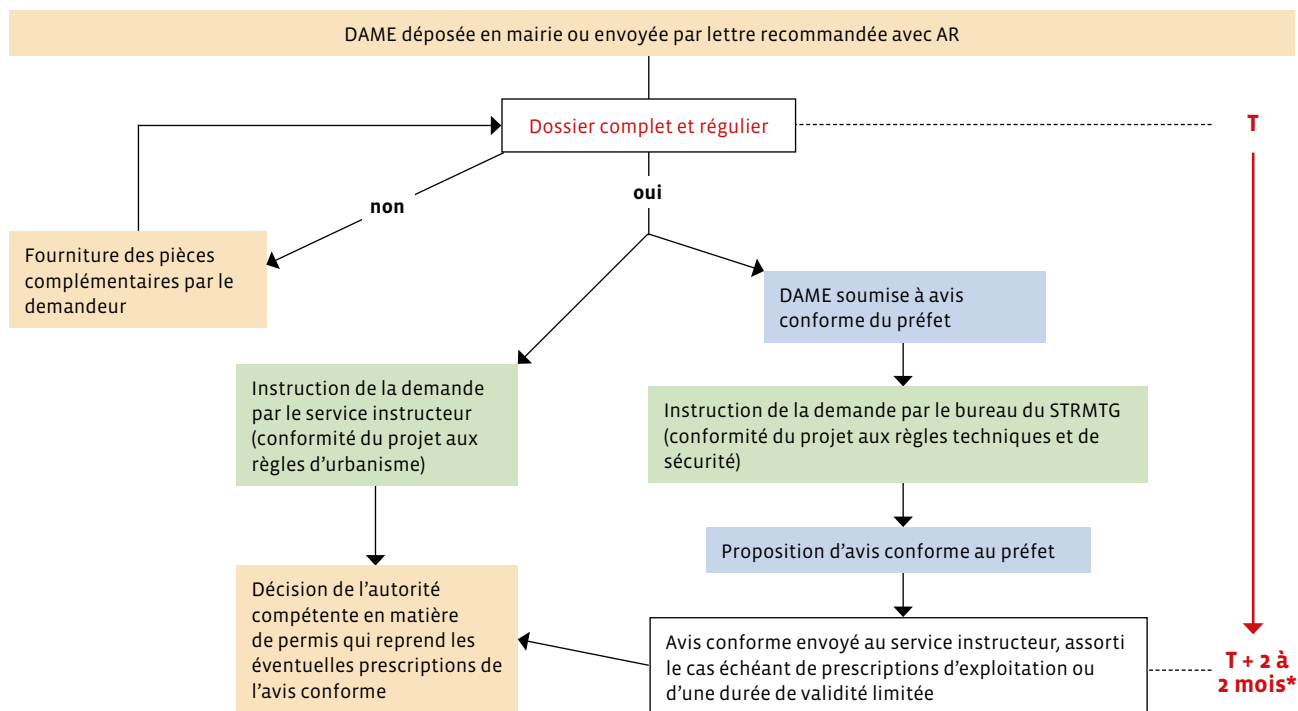 DAME déposée en mairie ou envoyée par lettre recommandée avec AR
Dossier complet et régulier
T
non
oui
Fourniture des pièces
complémentaires par le
demandeur
DAME soumise à avis
conforme du préfet
Instruction de la demande
par le service instructeur
(conformité du projet aux
règles d'urbanisme)
Instruction de la demande par le bureau du STRMTG
(conformité du projet aux règles techniques et de
sécurité)
Proposition d'avis conforme au préfet
Décision de l'autorité
compétente en matière
de permis qui reprend les
éventuelles prescriptions de
l'avis conforme
Avis conforme envoyé au service instructeur, assorti
le cas échéant de prescriptions d'exploitation ou
d'une durée de validité limitée
T + 2 à
2 mois*